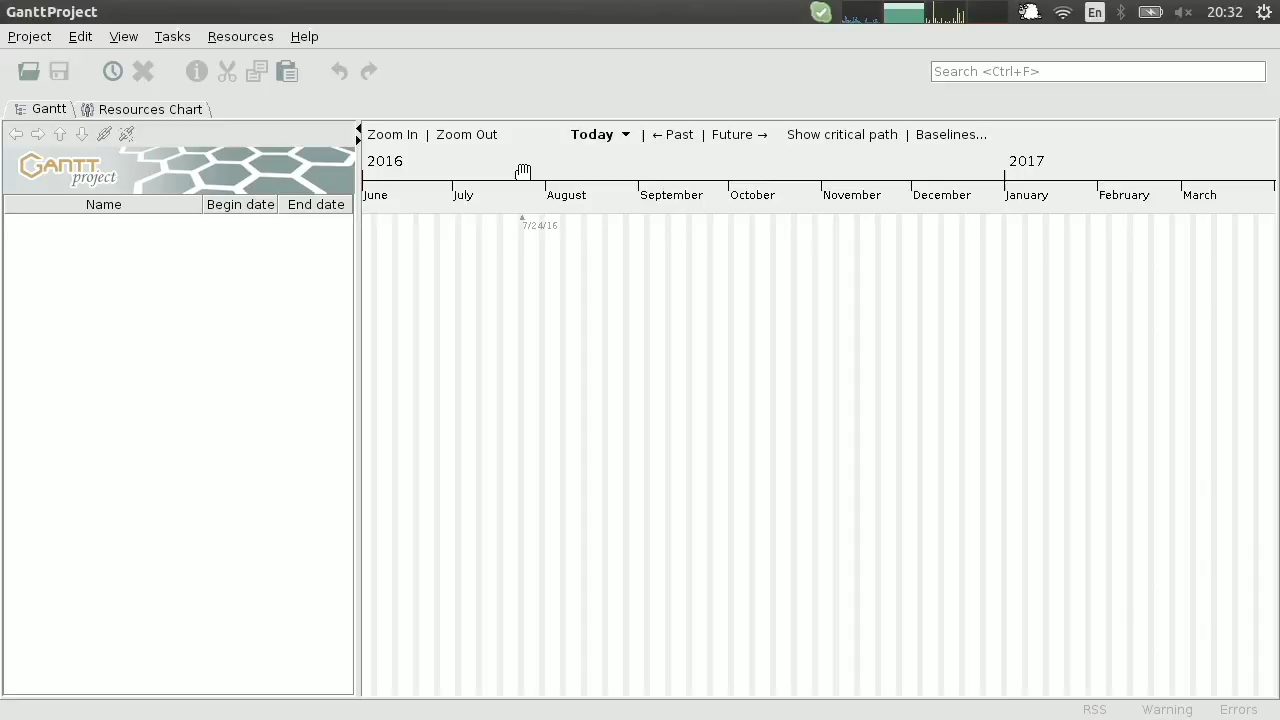 GanttProject En 20:32
Project Edit View Tasks Resources Help
Search <Ctrl+F>
Gantt Resources Chart
Zoom In | Zoom Out Today | ← Past | Future → Show critical path | Baselines...
GANTT project
2016 2017
Name Begin date End date
June July August September October November December January February March
7/24/16
RSS Warning Errors